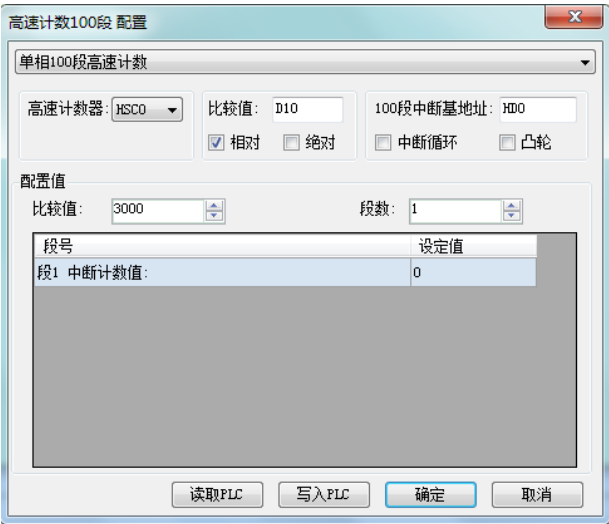 高速计数100段 配置
单相100段高速计数
高速计数器: HSC0 比较值: D10 100段中断基地址: HD0
相对 绝对 中断循环 凸轮
配置值
比较值: 3000 段数: 1
段号 设定值
段1 中断计数值: 0
读取PLC 写入PLC 确定 取消